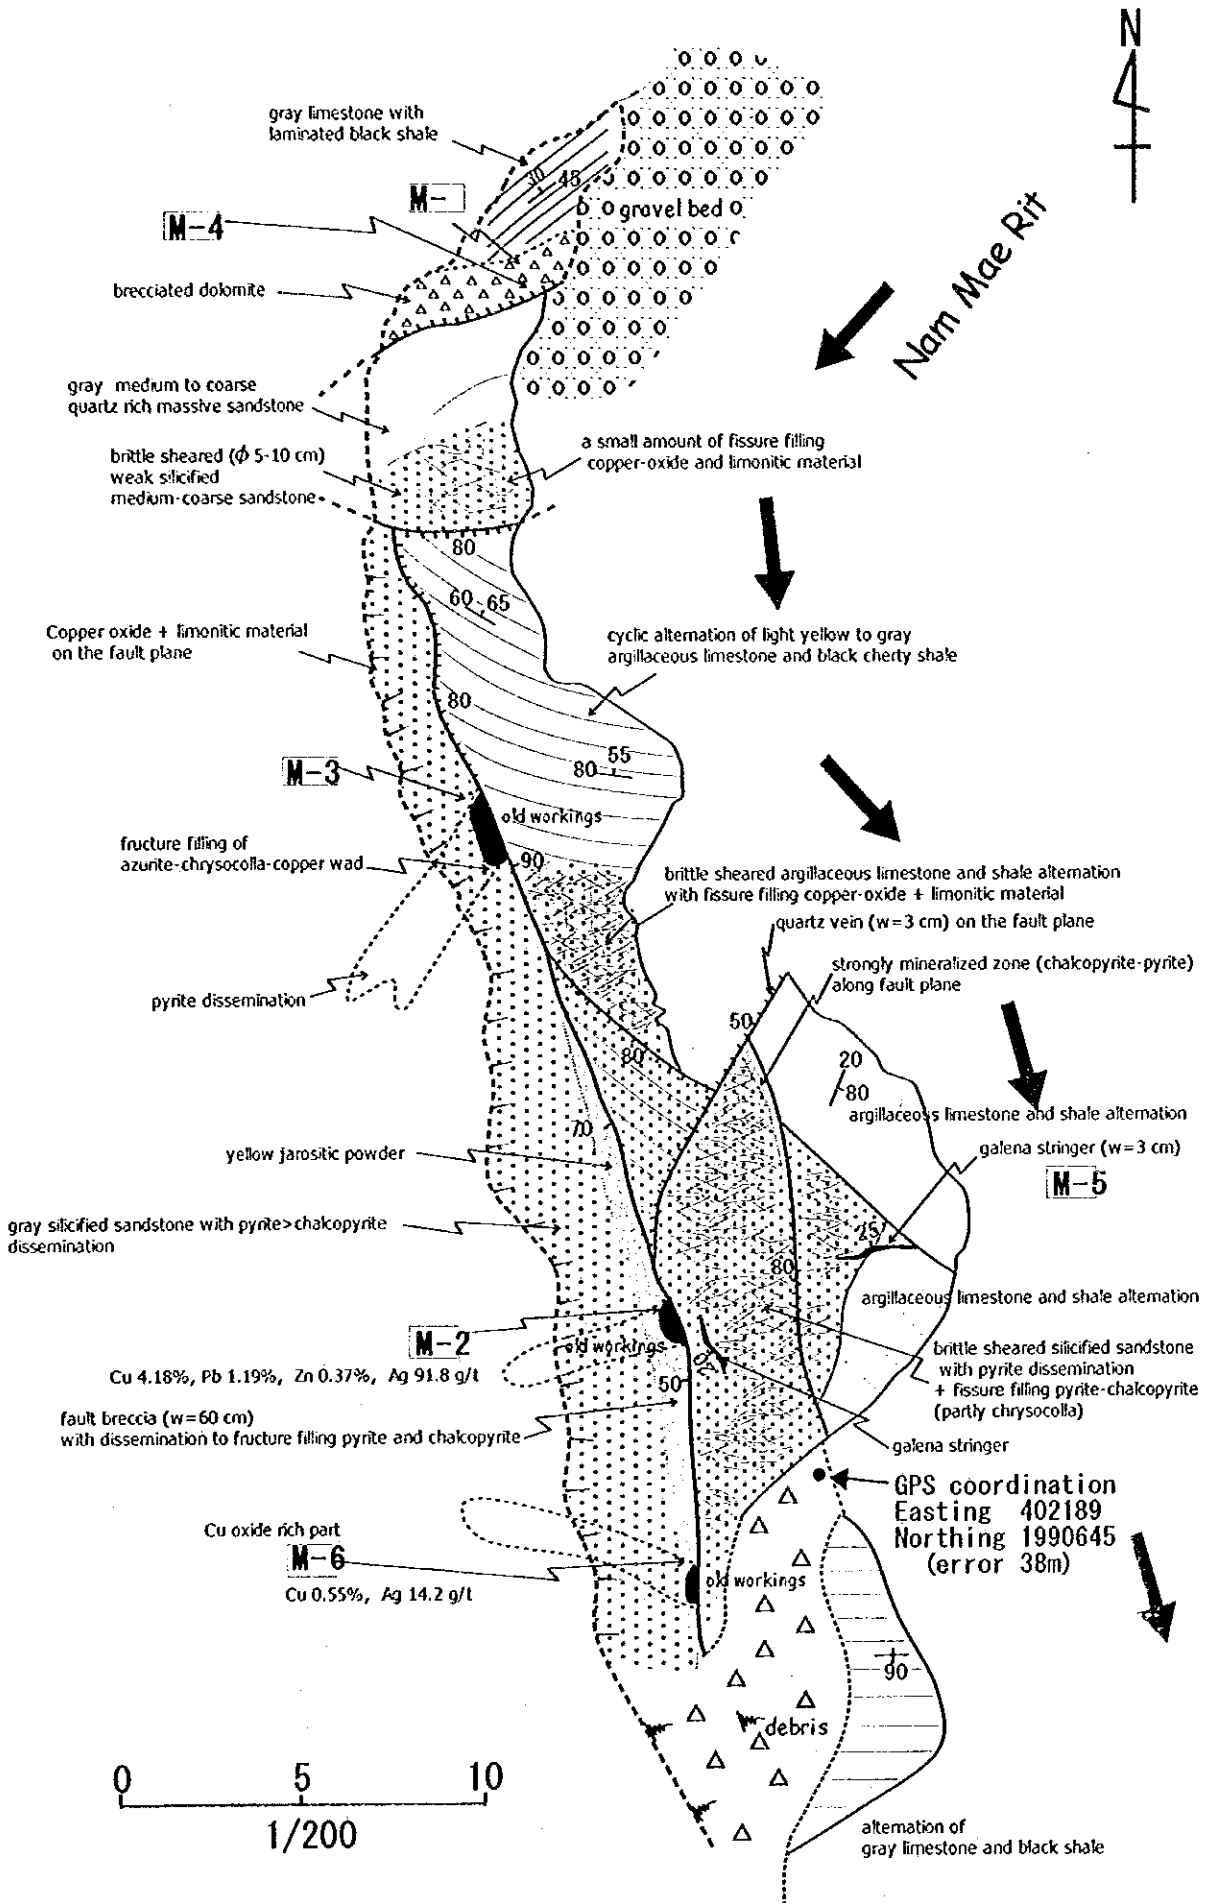 N
gray limestone with
laminated black shale
30
45
M-
M-4
gravel bed
brecciated dolomite
Nam Mae Rit
gray medium to coarse
quartz rich massive sandstone
brittle sheared (ϕ 5-10 cm)
weak silicified
medium-coarse sandstone
a small amount of fissure filling
copper-oxide and limonitic material
80
60
65
Copper oxide + limonitic material
on the fault plane
cyclic alternation of light yellow to gray
argillaceous limestone and black cherty shale
80
55
80
M-3
old workings
fructure filling of
azurite-chrysocolla-copper wad
90
brittle sheared argillaceous limestone and shale alternation
with fissure filling copper-oxide + limonitic material
quartz vein (w=3 cm) on the fault plane
strongly mineralized zone (chalcopyrite-pyrite)
along fault plane
pyrite dissemination
50
80
20
80
argillaceous limestone and shale alternation
70
yellow jarositic powder
galena stringer (w=3 cm)
M-5
gray silicified sandstone with pyrite>chalcopyrite
dissemination
25
80
argillaceous limestone and shale alternation
M-2
old workings
Cu 4.18%, Pb 1.19%, Zn 0.37%, Ag 91.8 g/t
50
brittle sheared silicified sandstone
with pyrite dissemination
+ fissure filling pyrite-chalcopyrite
(partly chrysocolla)
fault breccia (w=60 cm)
with dissemination to fructure filling pyrite and chalcopyrite
galena stringer
GPS coordination
Easting 402189
Northing 1990645
(error 38m)
Cu oxide rich part
M-6
old workings
Cu 0.55%, Ag 14.2 g/t
90
debris
0 5 10
1/200
alternation of
gray limestone and black shale